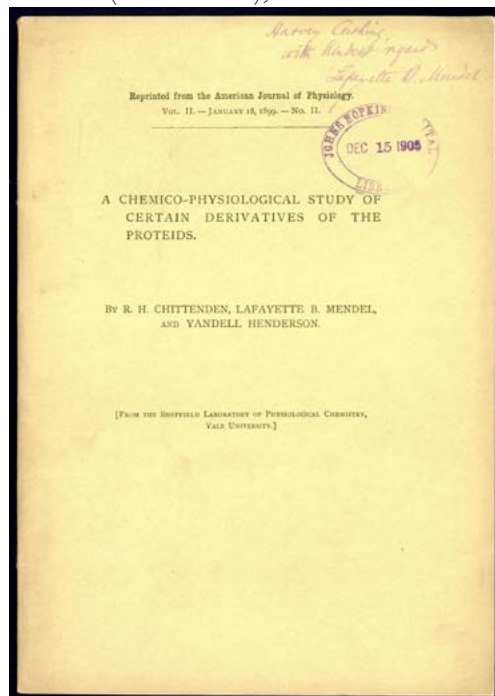 Harvey Cushing
with kindest regards
Lafayette B. Mendel
Reprinted from the American Journal of Physiology.
VOL. II. — JANUARY 18, 1899. — NO. II.
JOHNS HOPKINS
DEC 15 1905
A CHEMICO-PHYSIOLOGICAL STUDY OF
CERTAIN DERIVATIVES OF THE
PROTEIDS.
BY R. H. CHITTENDEN, LAFAYETTE B. MENDEL,
AND YANDELL HENDERSON.
[FROM THE SHEFFIELD LABORATORY OF PHYSIOLOGICAL CHEMISTRY,
YALE UNIVERSITY.]